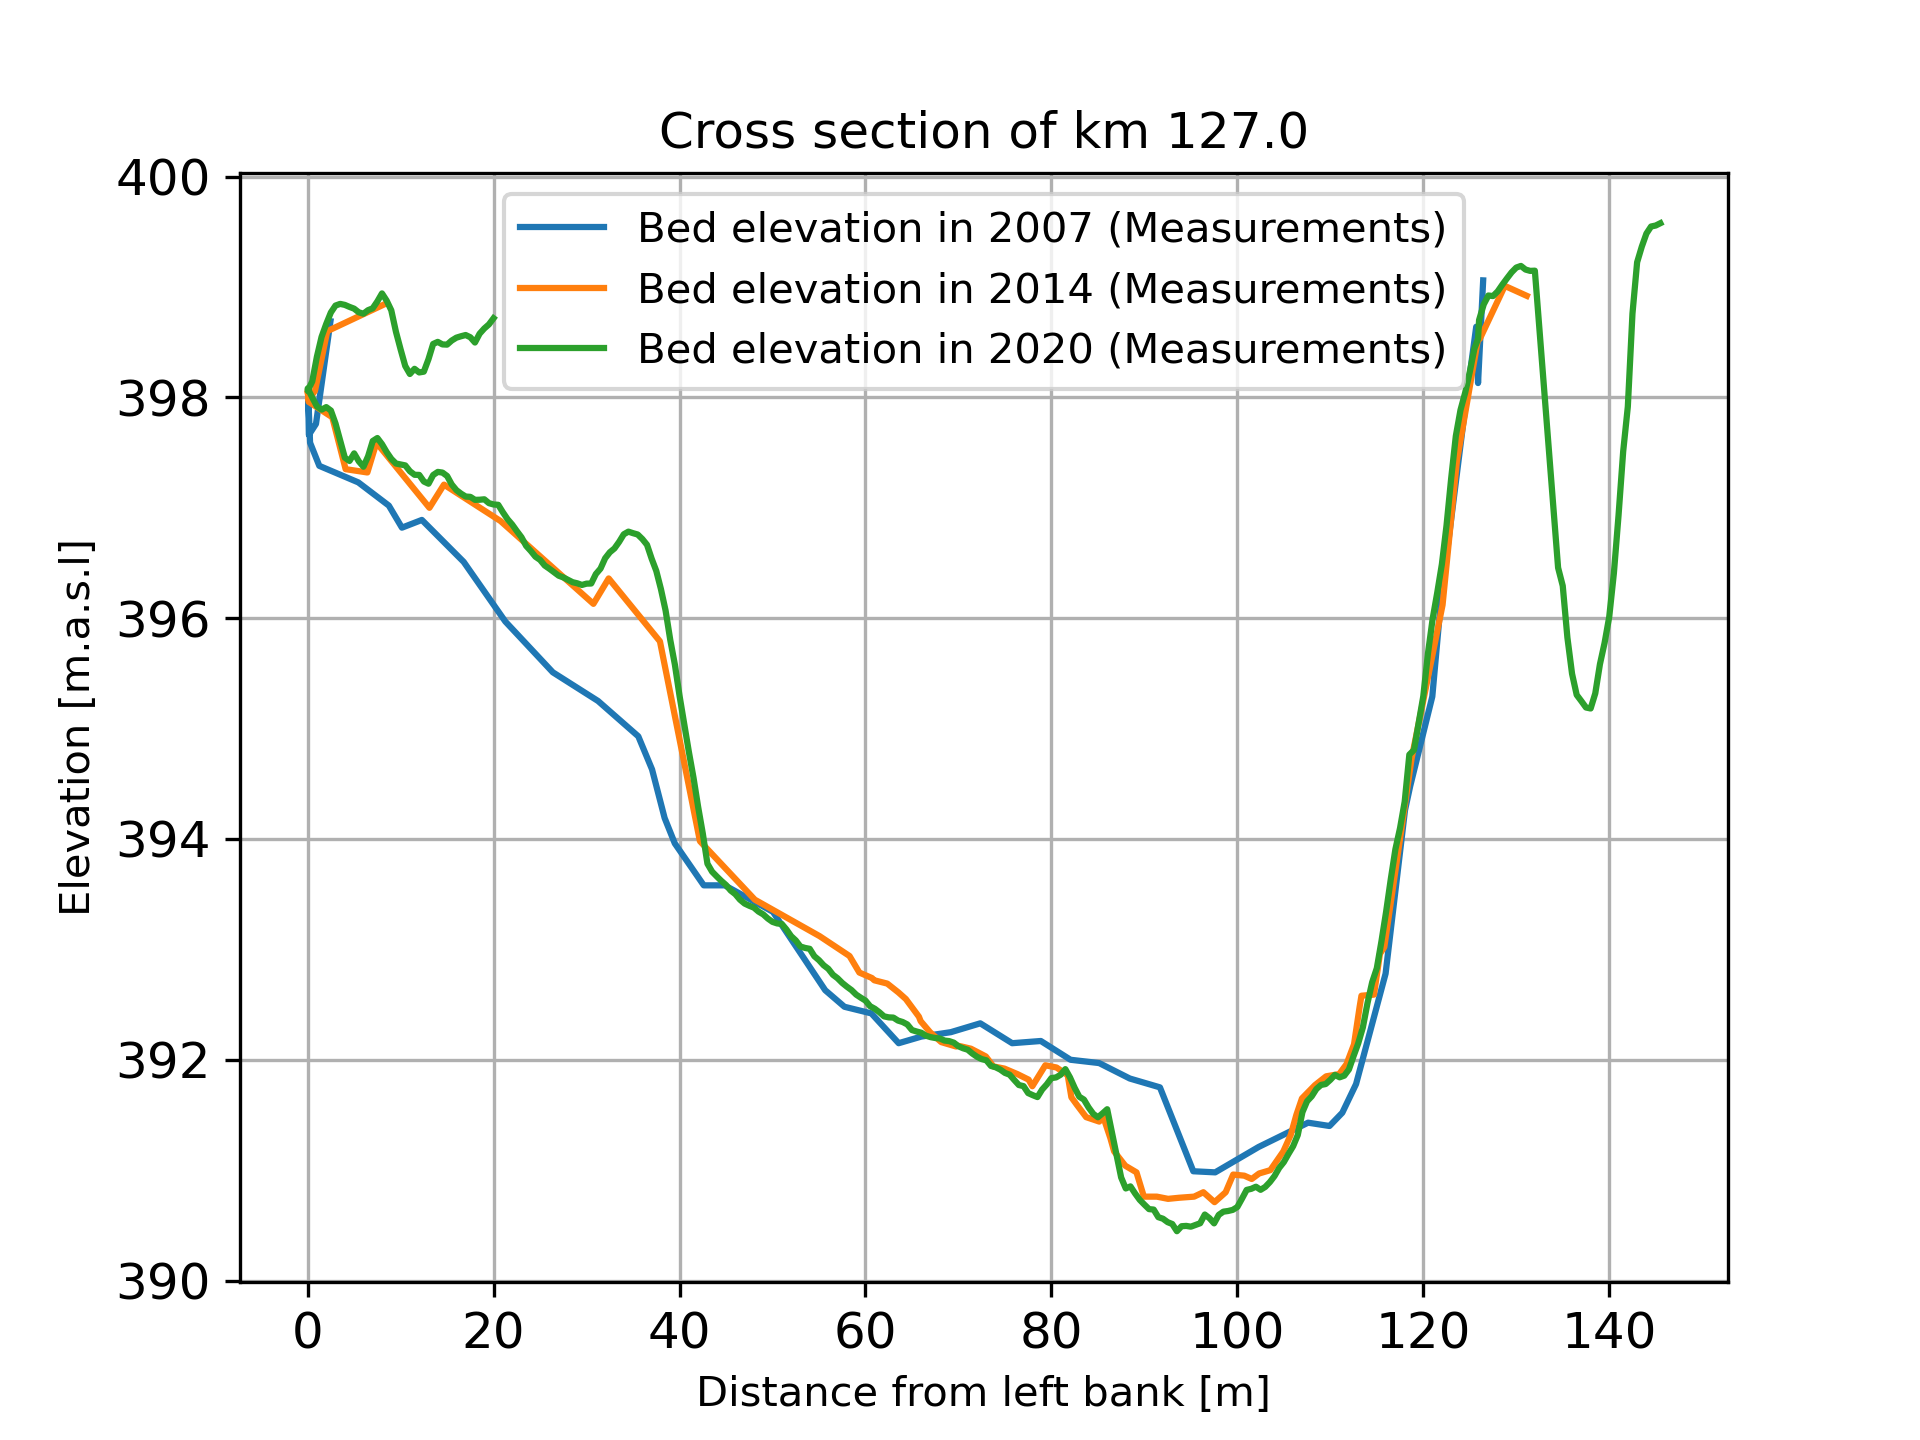 Cross section of km 127.0
400
398
396
394
392
390
Elevation [m.a.s.l]
Bed elevation in 2007 (Measurements)
Bed elevation in 2014 (Measurements)
Bed elevation in 2020 (Measurements)
0 20 40 60 80 100 120 140
Distance from left bank [m]